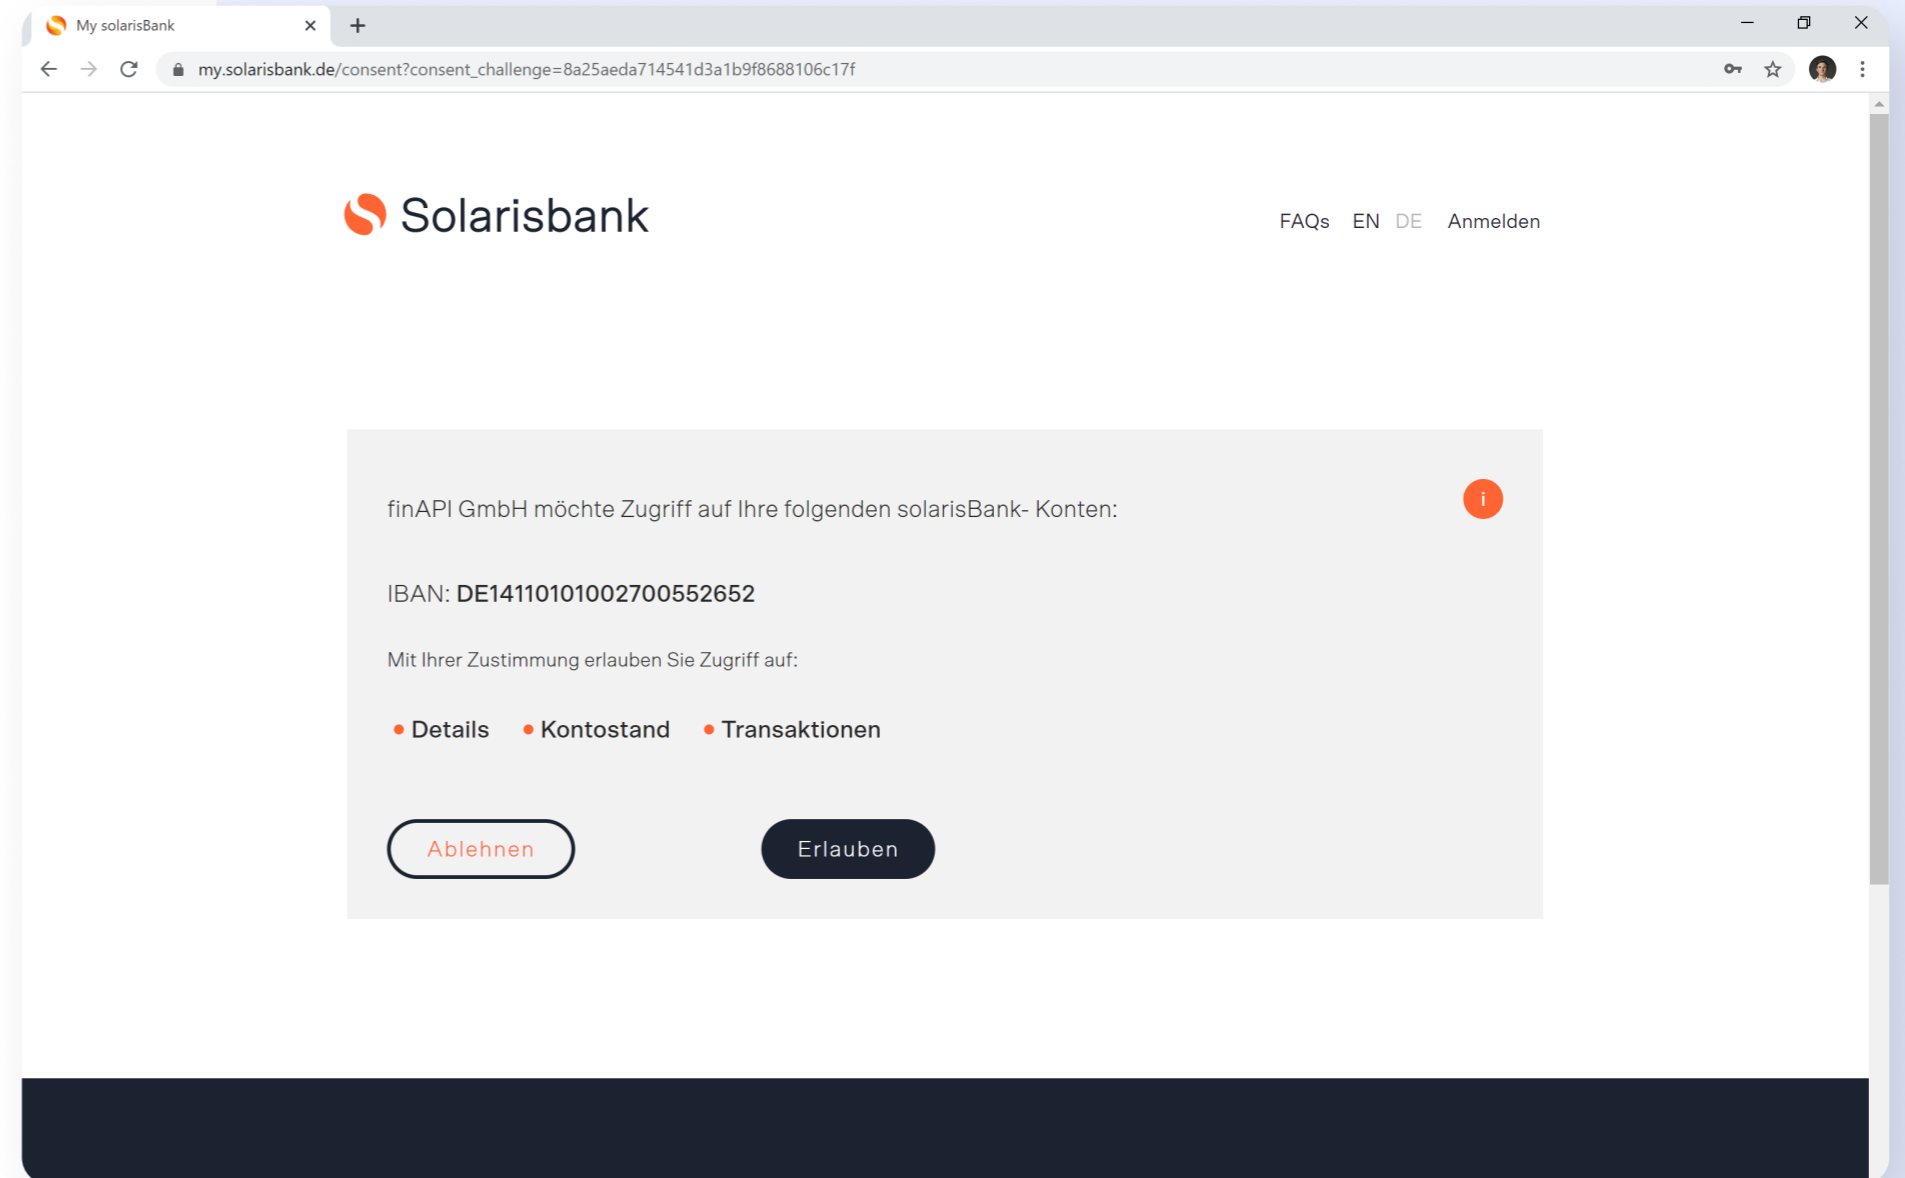 My solarisBank
my.solarisbank.de/consent?consent_challenge=8a25aeda714541d3a1b9f8688106c17f
Solarisbank
FAQs EN DE Anmelden
finAPI GmbH möchte Zugriff auf Ihre folgenden solarisBank- Konten:
i
IBAN: DE14110101002700552652
Mit Ihrer Zustimmung erlauben Sie Zugriff auf:
Details Kontostand Transaktionen
Ablehnen Erlauben